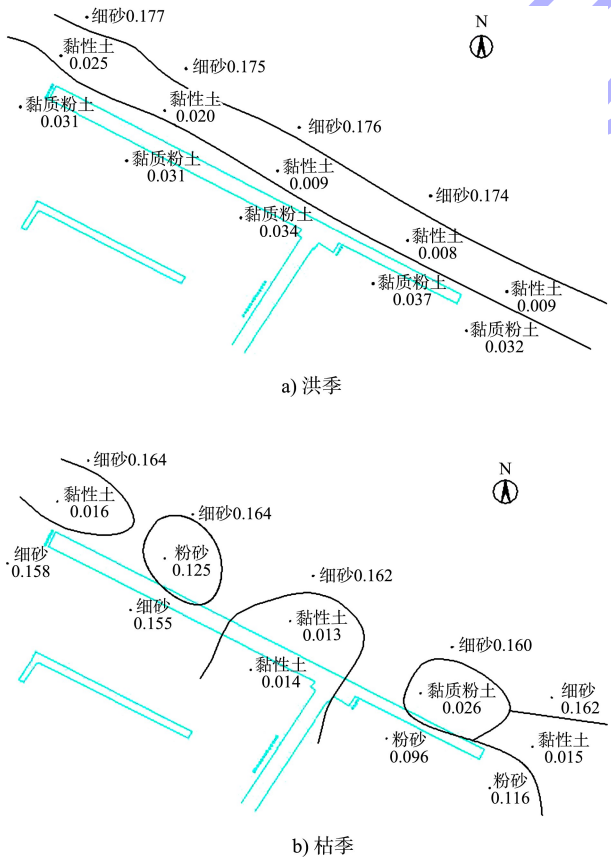 细砂0.177
N
黏性土
0.025
细砂0.175
黏质粉土
0.031
黏性土
0.020
细砂0.176
黏质粉土
0.031
黏性土
0.009
细砂0.174
黏质粉土
0.034
黏性土
0.008
黏质粉土
0.037
黏性土
0.009
黏质粉土
0.032
a) 洪季
细砂0.164
N
黏性土
0.016
细砂0.164
细砂
0.158
粉砂
0.125
细砂0.162
细砂
0.155
黏性土
0.013
细砂0.160
黏性土
0.014
黏质粉土
0.026
细砂
0.162
粉砂
0.096
黏性土
0.015
粉砂
0.116
b) 枯季